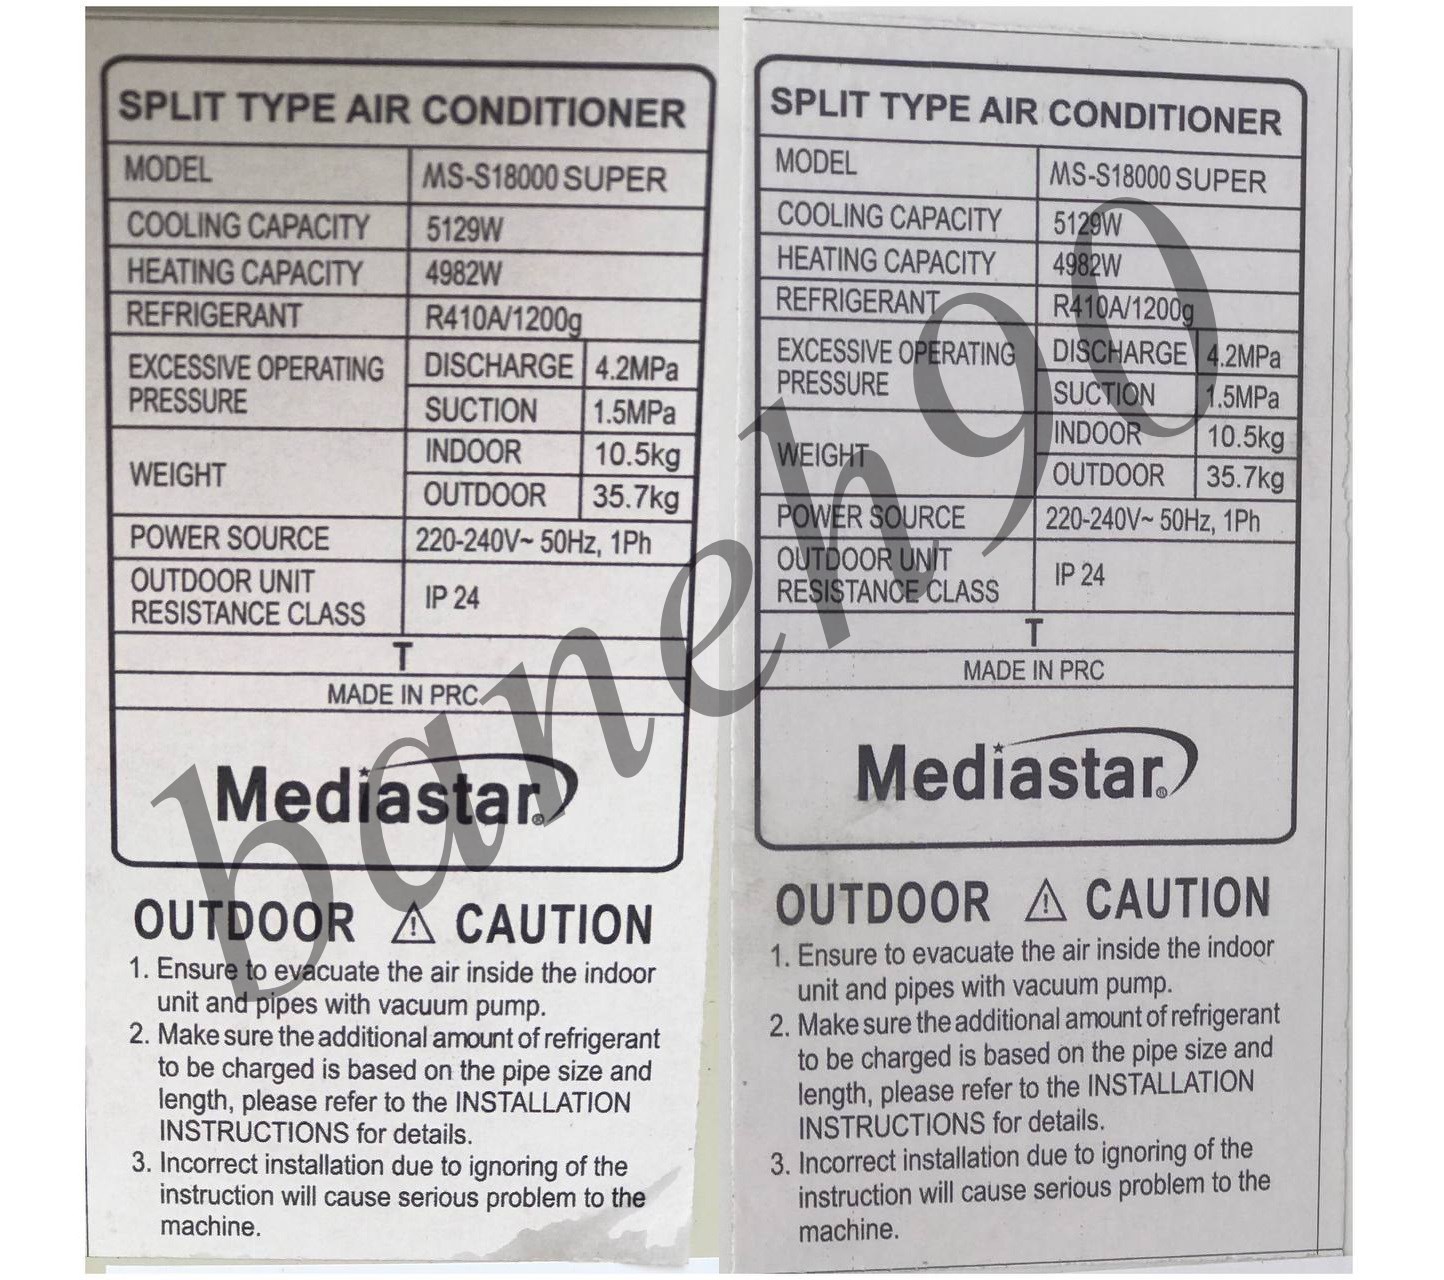 SPLIT TYPE AIR CONDITIONER
MODEL MS-S18000 SUPER
COOLING CAPACITY 5129W
HEATING CAPACITY 4982W
REFRIGERANT R410A/1200g
EXCESSIVE OPERATING PRESSURE DISCHARGE 4.2MPa
SUCTION 1.5MPa
WEIGHT INDOOR 10.5kg
OUTDOOR 35.7kg
POWER SOURCE 220-240V~ 50Hz, 1Ph
OUTDOOR UNIT RESISTANCE CLASS IP 24
T
MADE IN PRC
Mediastar®
OUTDOOR ⚠ CAUTION
1. Ensure to evacuate the air inside the indoor
unit and pipes with vacuum pump.
2. Make sure the additional amount of refrigerant
to be charged is based on the pipe size and
length, please refer to the INSTALLATION
INSTRUCTIONS for details.
3. Incorrect installation due to ignoring of the
instruction will cause serious problem to the
machine.
SPLIT TYPE AIR CONDITIONER
MODEL MS-S18000 SUPER
COOLING CAPACITY 5129W
HEATING CAPACITY 4982W
REFRIGERANT R410A/1200g
EXCESSIVE OPERATING PRESSURE DISCHARGE 4.2MPa
SUCTION 1.5MPa
WEIGHT INDOOR 10.5kg
OUTDOOR 35.7kg
POWER SOURCE 220-240V~ 50Hz, 1Ph
OUTDOOR UNIT RESISTANCE CLASS IP 24
T
MADE IN PRC
Mediastar®
OUTDOOR ⚠ CAUTION
1. Ensure to evacuate the air inside the indoor
unit and pipes with vacuum pump.
2. Make sure the additional amount of refrigerant
to be charged is based on the pipe size and
length, please refer to the INSTALLATION
INSTRUCTIONS for details.
3. Incorrect installation due to ignoring of the
instruction will cause serious problem to the
machine.
baneh90